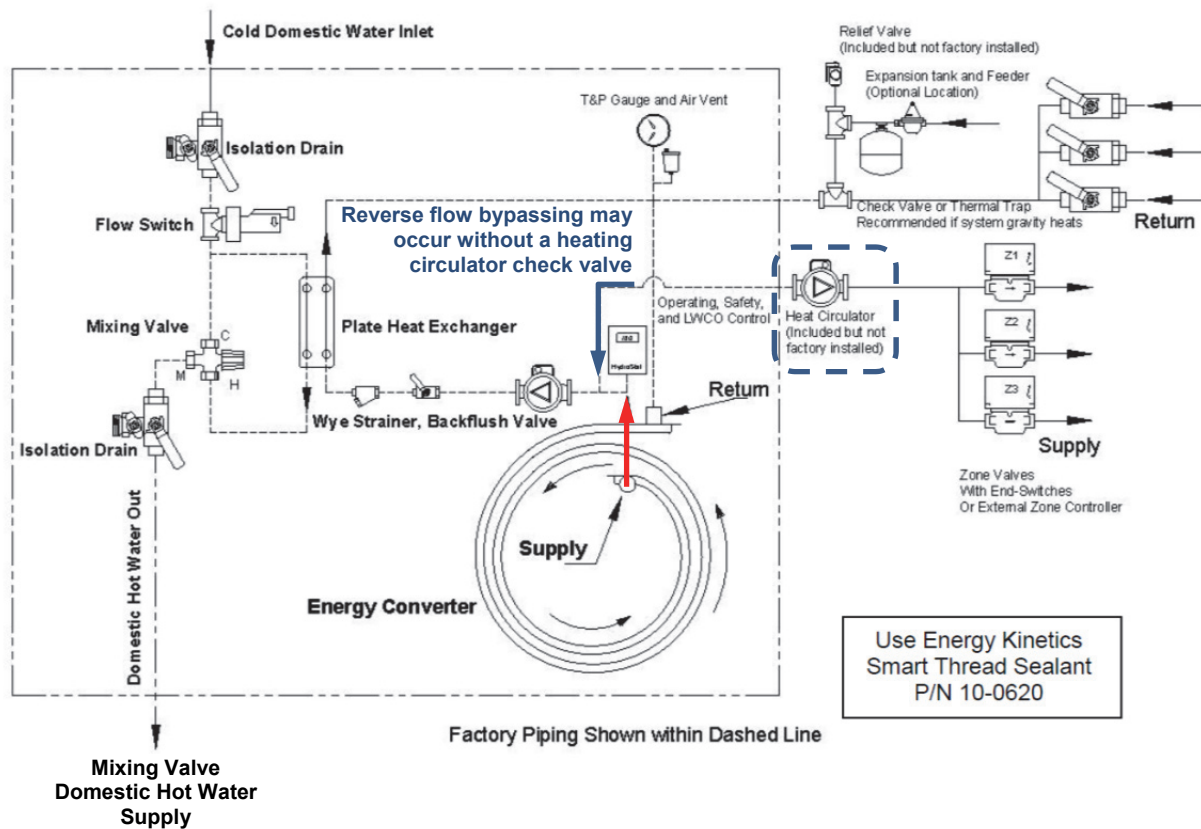 Cold Domestic Water Inlet
Relief Valve
(Included but not factory installed)
Expansion tank and Feeder
(Optional Location)
T&P Gauge and Air Vent
Isolation Drain
Flow Switch
Reverse flow bypassing may
occur without a heating
circulator check valve
Check Valve or Thermal Trap
Recommended if system gravity heats
Return
Z1
Mixing Valve
C
M
H
Plate Heat Exchanger
Operating, Safety,
and LWCO Control
Heat Circulator
(Included but not
factory installed)
Z2
HydroStat
Return
Z3
Wye Strainer, Backflush Valve
Isolation Drain
Supply
Zone Valves
With End-Switches
Or External Zone Controller
Domestic Hot Water Out
Supply
Energy Converter
Use Energy Kinetics
Smart Thread Sealant
P/N 10-0620
Factory Piping Shown within Dashed Line
Mixing Valve
Domestic Hot Water
Supply